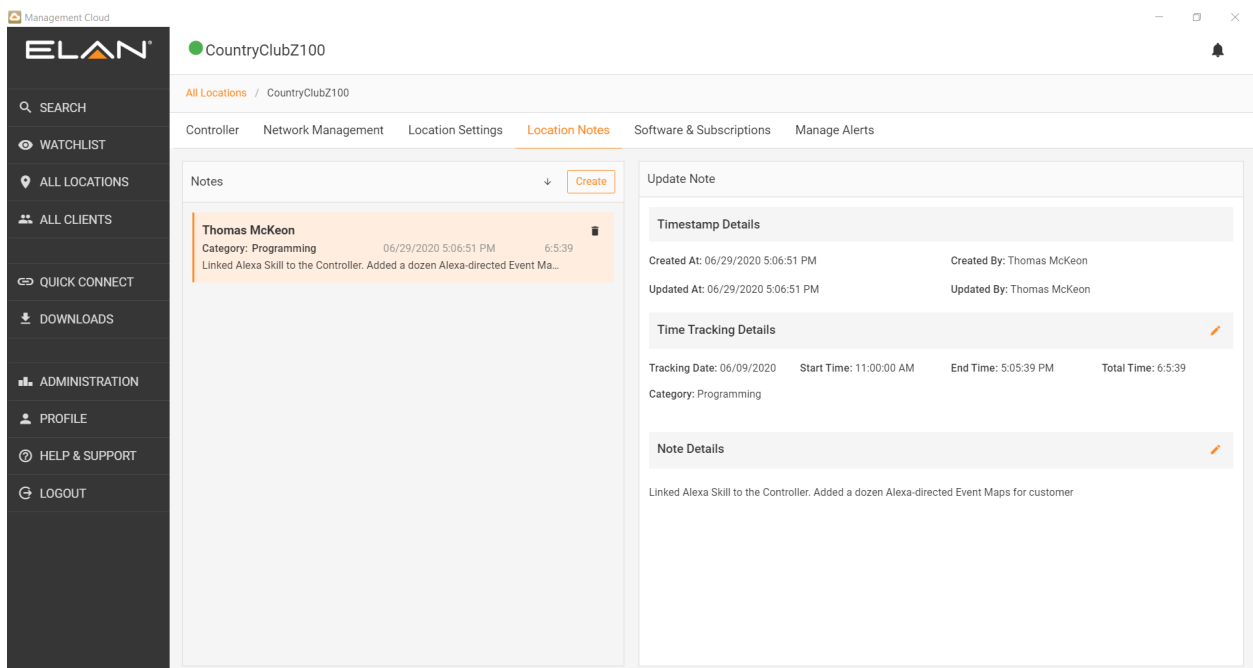 Management Cloud
ELAN®
CountryClubZ100
All Locations / CountryClubZ100
SEARCH
WATCHLIST
ALL LOCATIONS
ALL CLIENTS
QUICK CONNECT
DOWNLOADS
ADMINISTRATION
PROFILE
HELP & SUPPORT
LOGOUT
Controller Network Management Location Settings Location Notes Software & Subscriptions Manage Alerts
Notes Create
Thomas McKeon
Category: Programming 06/29/2020 5:06:51 PM 6:5:39
Linked Alexa Skill to the Controller. Added a dozen Alexa-directed Event Ma...
Update Note
Timestamp Details
Created At: 06/29/2020 5:06:51 PM Created By: Thomas McKeon
Updated At: 06/29/2020 5:06:51 PM Updated By: Thomas McKeon
Time Tracking Details
Tracking Date: 06/09/2020 Start Time: 11:00:00 AM End Time: 5:05:39 PM Total Time: 6:5:39
Category: Programming
Note Details
Linked Alexa Skill to the Controller. Added a dozen Alexa-directed Event Maps for customer